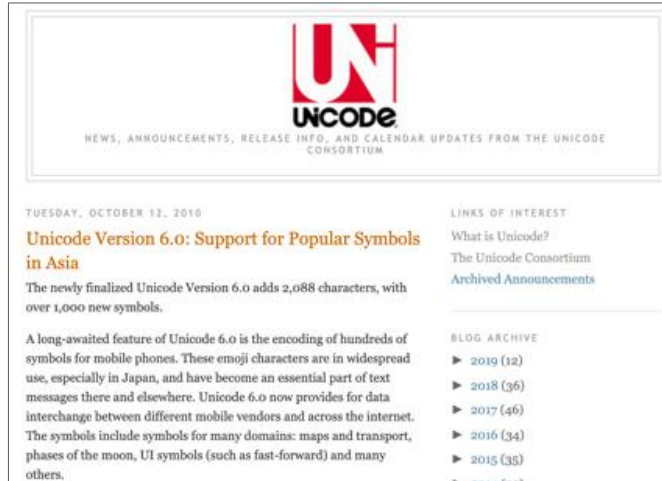 UNiCODE
NEWS, ANNOUNCEMENTS, RELEASE INFO, AND CALENDAR UPDATES FROM THE UNICODE
CONSORTIUM
TUESDAY, OCTOBER 12, 2010
Unicode Version 6.0: Support for Popular Symbols
in Asia
The newly finalized Unicode Version 6.0 adds 2,088 characters, with
over 1,000 new symbols.
A long-awaited feature of Unicode 6.0 is the encoding of hundreds of
symbols for mobile phones. These emoji characters are in widespread
use, especially in Japan, and have become an essential part of text
messages there and elsewhere. Unicode 6.0 now provides for data
interchange between different mobile vendors and across the internet.
The symbols include symbols for many domains: maps and transport,
phases of the moon, UI symbols (such as fast-forward) and many
others.
LINKS OF INTEREST
What is Unicode?
The Unicode Consortium
Archived Announcements
BLOG ARCHIVE
► 2019 (12)
► 2018 (36)
► 2017 (46)
► 2016 (34)
► 2015 (35)